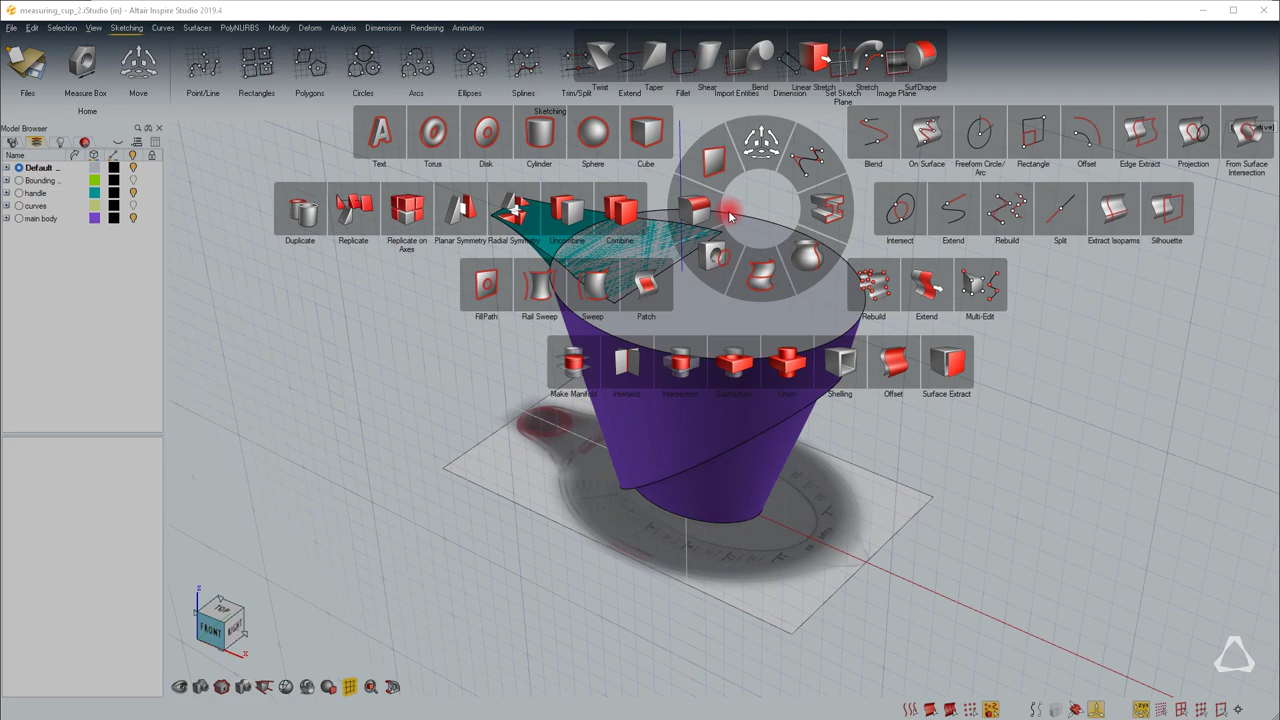 measuring_cup_2.iStudio (in) - Altair Inspire Studio 2019.4
File Edit Selection View Sketching Curves Surfaces PolyNURBS Modify Deform Analysis Dimensions Rendering Animation
Files Measure Box Move Point/Line Rectangles Polygons Circles Arcs Ellipses Splines Trim/Split Extend Fillet Import Entities Dimension Set Sketch Plane Image Plane
Twist Taper Shear Bend Linear Stretch Stretch SurfDrape
Home Sketching
Model Browser
Name
Default ...
Bounding ...
handle
curves
main body
Text Torus Disk Cylinder Sphere Cube
Blend On Surface Freeform Circle/Arc Rectangle Offset Edge Extract Projection From Surface Intersection
Duplicate Replicate Replicate on Axes Planar Symmetry Radial Symmetry Uncombine Combine
Intersect Extend Rebuild Split Extract Isoparms Silhouette
FillPath Rail Sweep Sweep Patch
Rebuild Extend Multi-Edit
Make Manifold Intersect Intersection Subtraction Union Shelling Offset Surface Extract
TOP
FRONT RIGHT
z
x